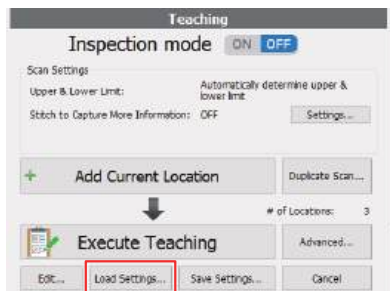 Teaching
Inspection mode ON OFF
Scan Settings
Upper & Lower Limit: Automatically determine upper &
lower limit
Stitch to Capture More Information: OFF Settings...
Add Current Location Duplicate Scan...
# of Locations: 3
Execute Teaching Advanced...
Edit... Load Settings... Save Settings... Cancel